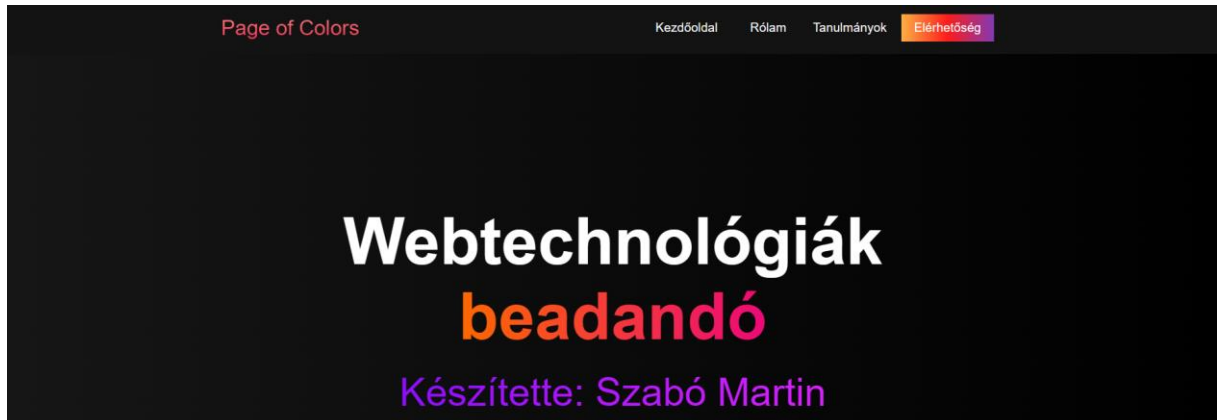 Page of Colors Kezdőoldal Rólam Tanulmányok Elérhetőség
Webtechnológiák
beadandó
Készítette: Szabó Martin